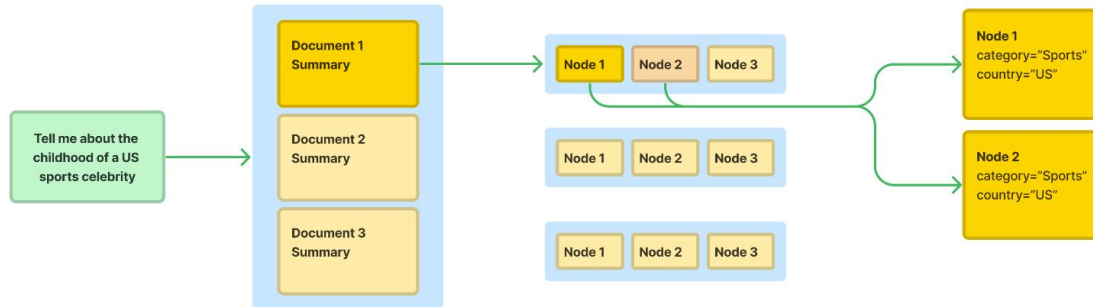 Tell me about the
childhood of a US
sports celebrity
Document 1
Summary
Document 2
Summary
Document 3
Summary
Node 1
Node 2
Node 3
Node 1
Node 2
Node 3
Node 1
Node 2
Node 3
Node 1
category="Sports"
country="US"
Node 2
category="Sports"
country="US"